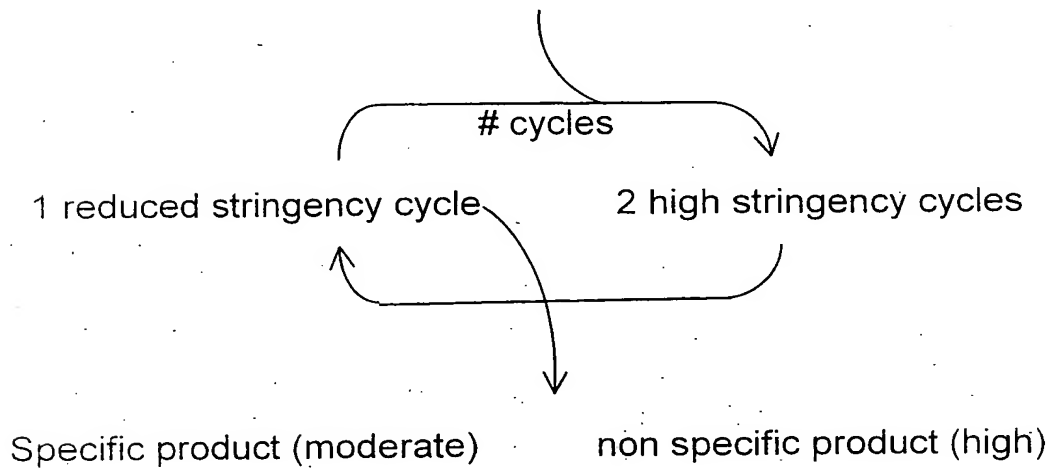 # cycles
1 reduced stringency cycle 2 high stringency cycles
Specific product (moderate) non specific product (high)